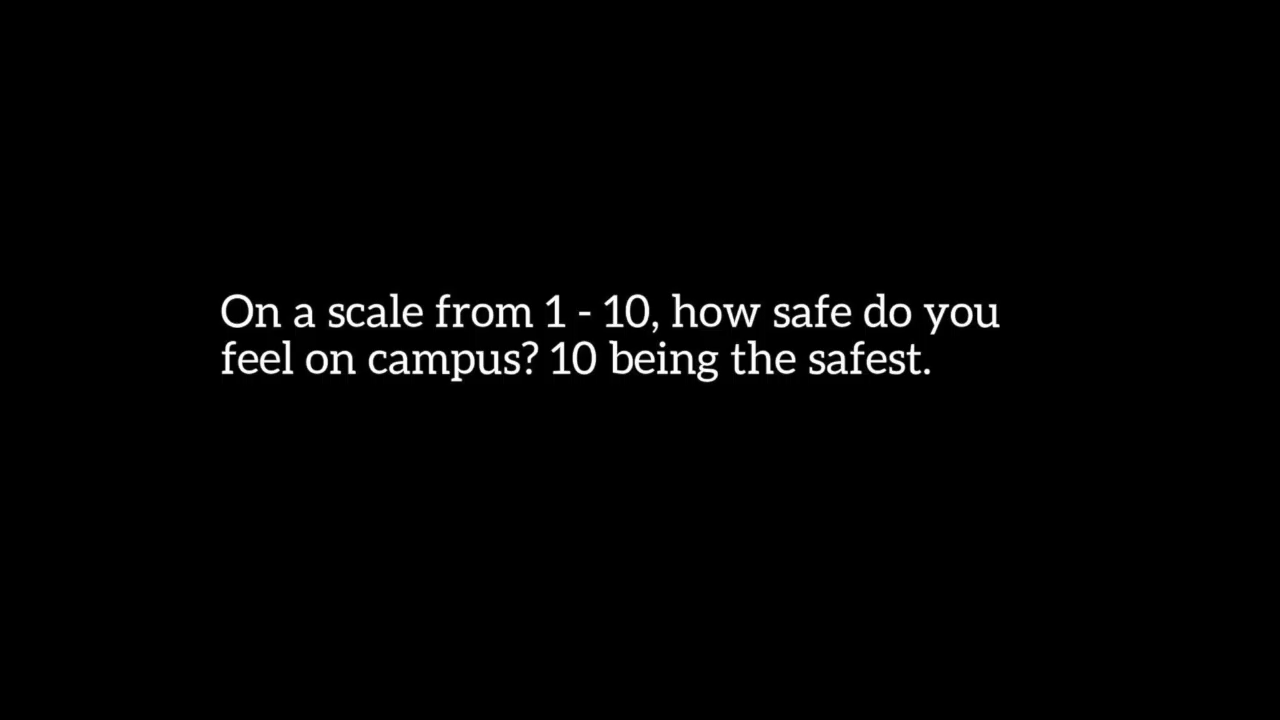 On a scale from 1 - 10, how safe do you
feel on campus? 10 being the safest.